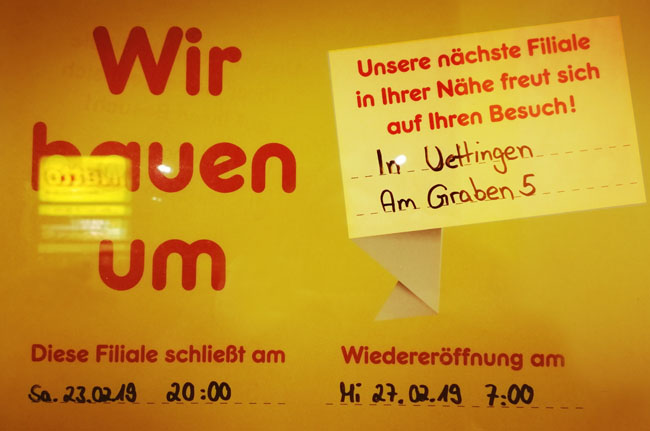 Wir
bauen
um
Unsere nächste Filiale
in Ihrer Nähe freut sich
auf Ihren Besuch!
In Uettingen
Am Graben 5
Diese Filiale schließt am
Sa. 23.02.19 20:00
Wiedereröffnung am
Mi 27.02.19 7:00